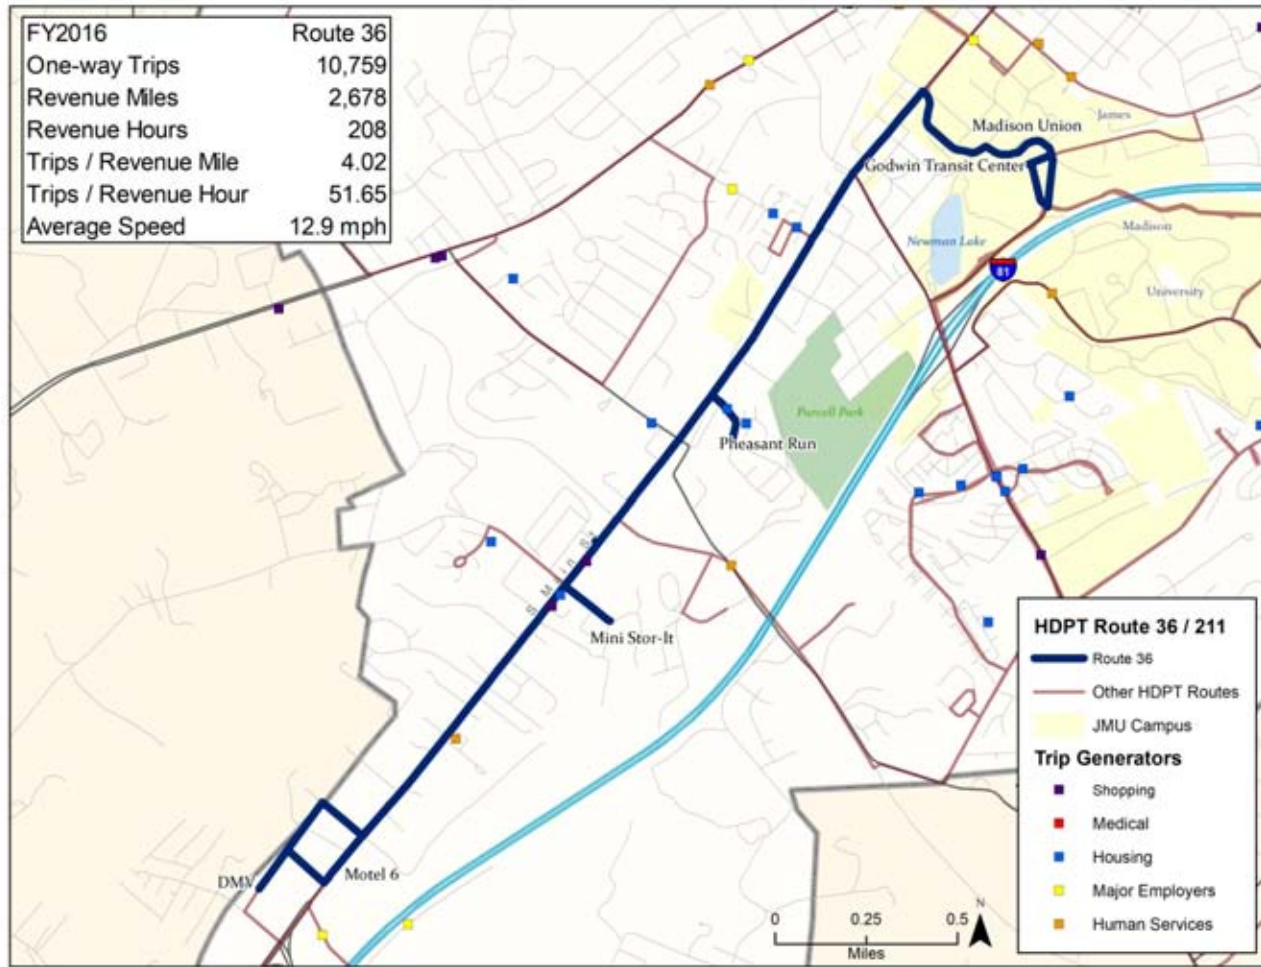 FY2016 Route 36
One-way Trips 10,759
Revenue Miles 2,678
Revenue Hours 208
Trips / Revenue Mile 4.02
Trips / Revenue Hour 51.65
Average Speed 12.9 mph
James
Madison Union
Godwin Transit Center
Madison
Newman Lake
81
University
Purcell Park
Pheasant Run
S Main St
Mini Stor-It
Motel 6
DMV
HDPT Route 36 / 211
Route 36
Other HDPT Routes
JMU Campus
Trip Generators
Shopping
Medical
Housing
Major Employers
Human Services
N
0 0.25 0.5
Miles